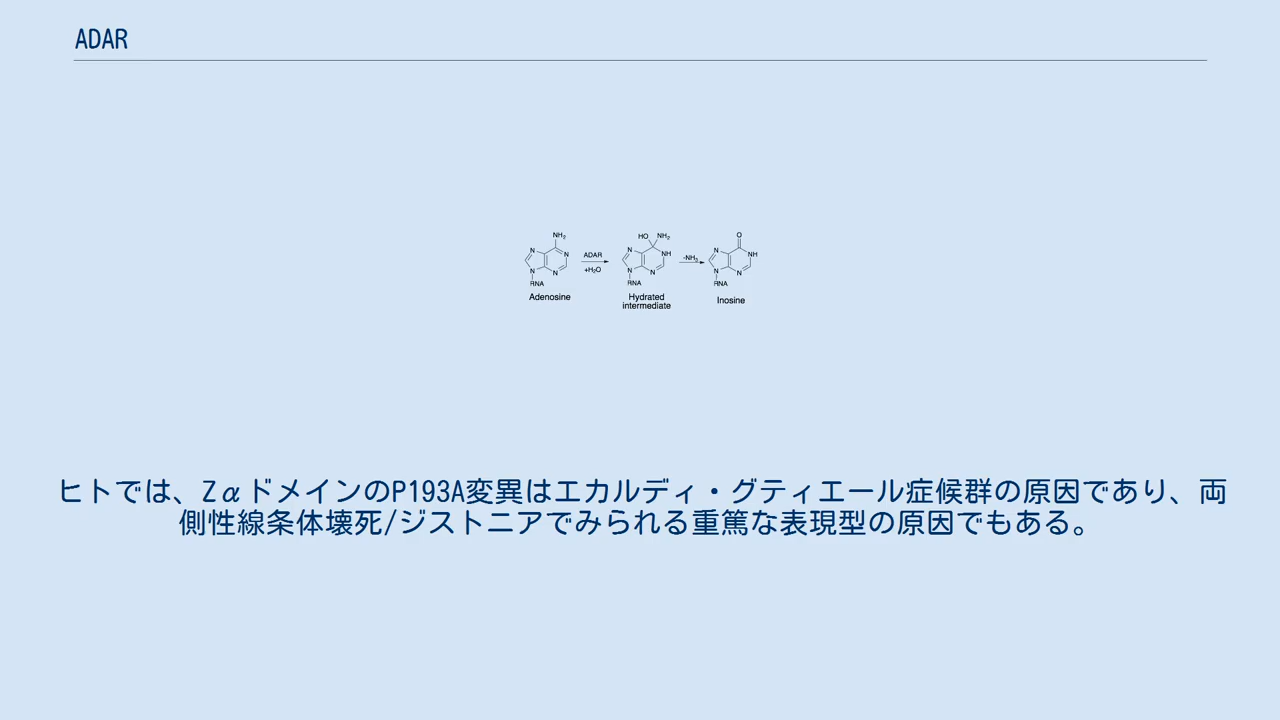 ADAR
NH₂
N
N
N
N
RNA
Adenosine
ADAR
+H₂O
HO NH₂
N
NH
N
N
RNA
Hydrated
intermediate
-NH₃
O
N
NH
N
N
RNA
Inosine
ヒトでは、ZαドメインのP193A変異はエカルディ・グティエール症候群の原因であり、両
側性線条体壊死/ジストニアでみられる重篤な表現型の原因でもある。